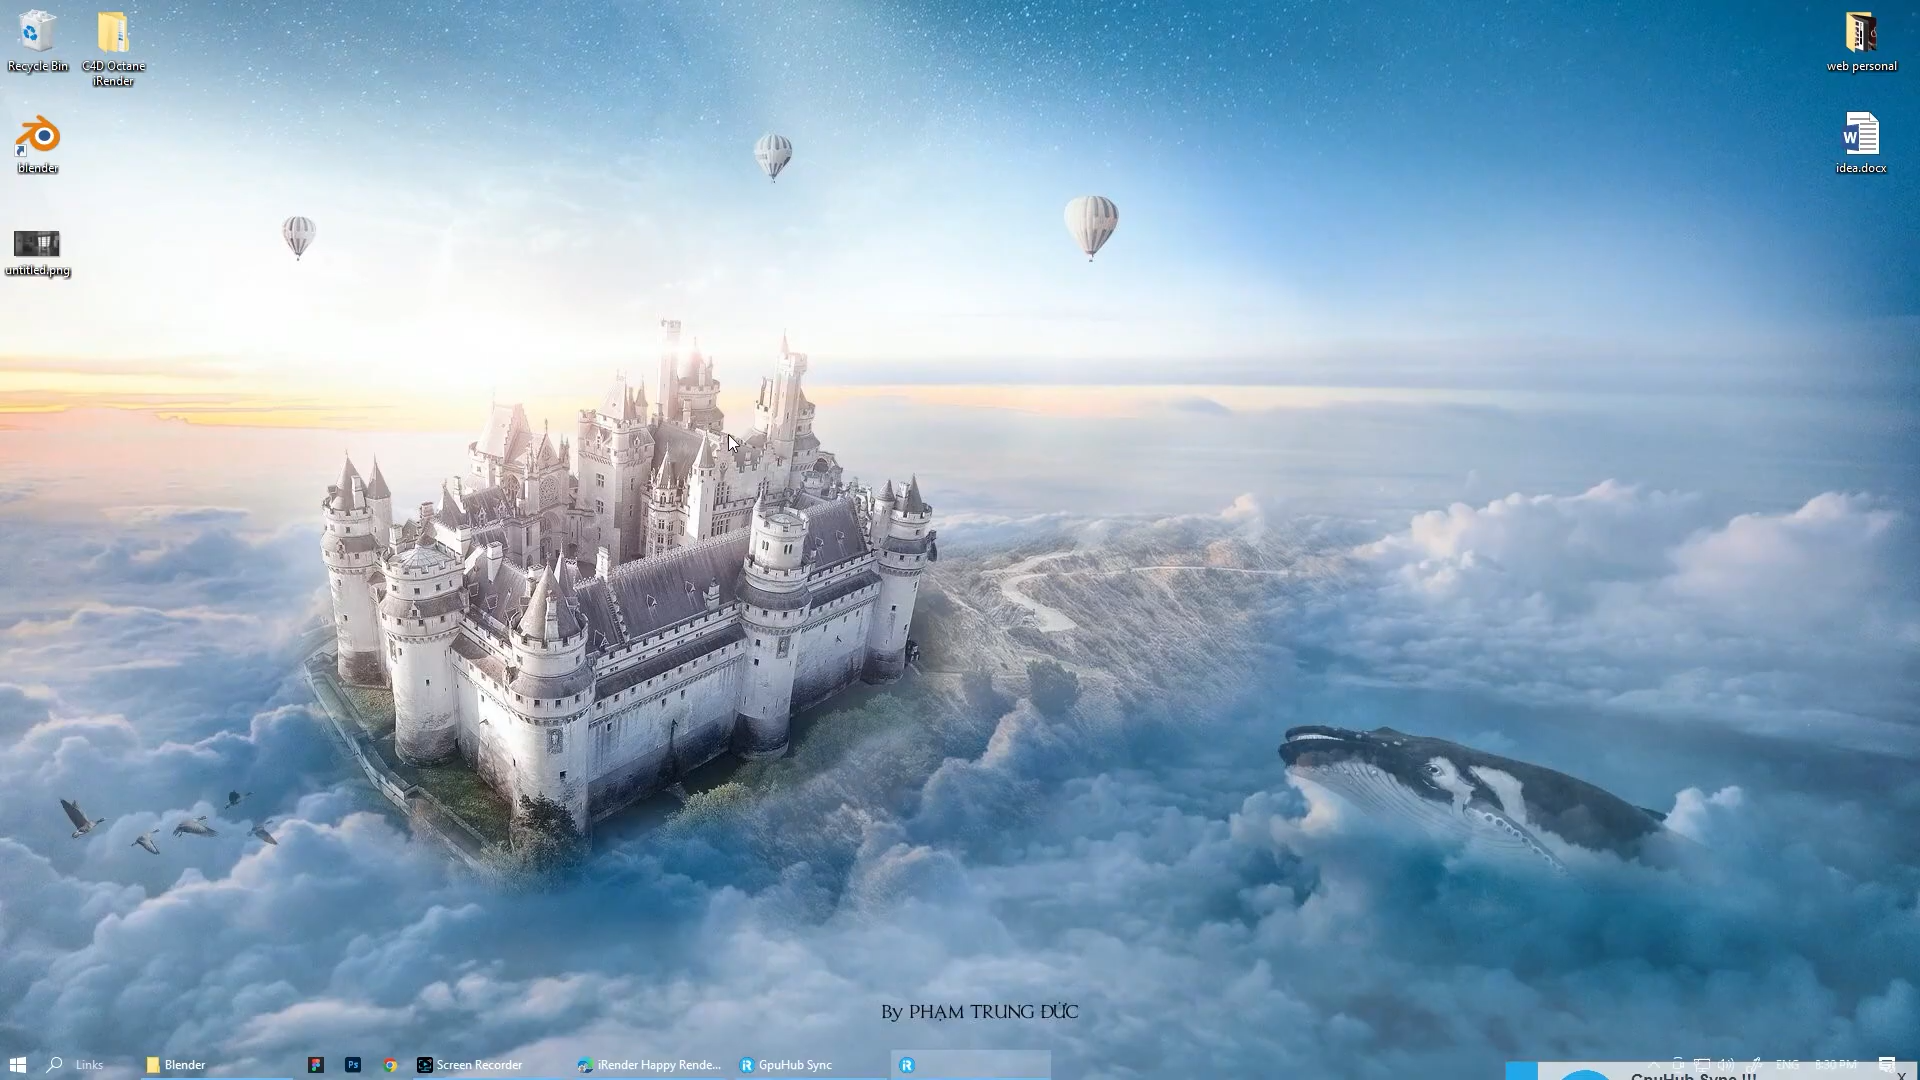 Recycle Bin
C4D Octane
iRender
web personal
blender
idea.docx
untitled.png
By PHẠM TRUNG ĐỨC
Links
Blender
Ps
Screen Recorder
iRender Happy Rende...
GpuHub Sync
ENG
8:30 PM
GpuHub Sync !!!
X